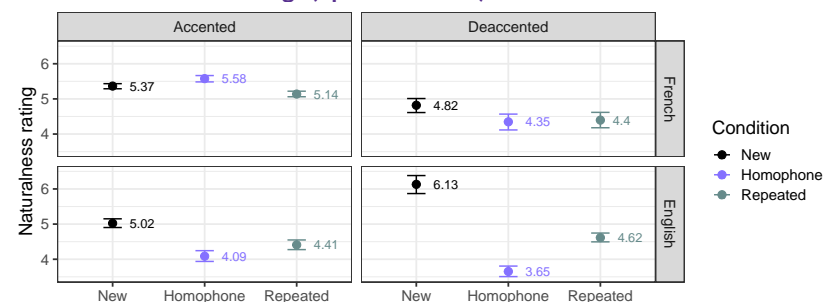 Accented
Deaccented
Naturalness rating
6
5
4
5.37
5.58
5.14
4.82
4.35
4.4
French
6
5
4
5.02
4.09
4.41
6.13
3.65
4.62
English
New
Homophone
Repeated
New
Homophone
Repeated
Condition
New
Homophone
Repeated